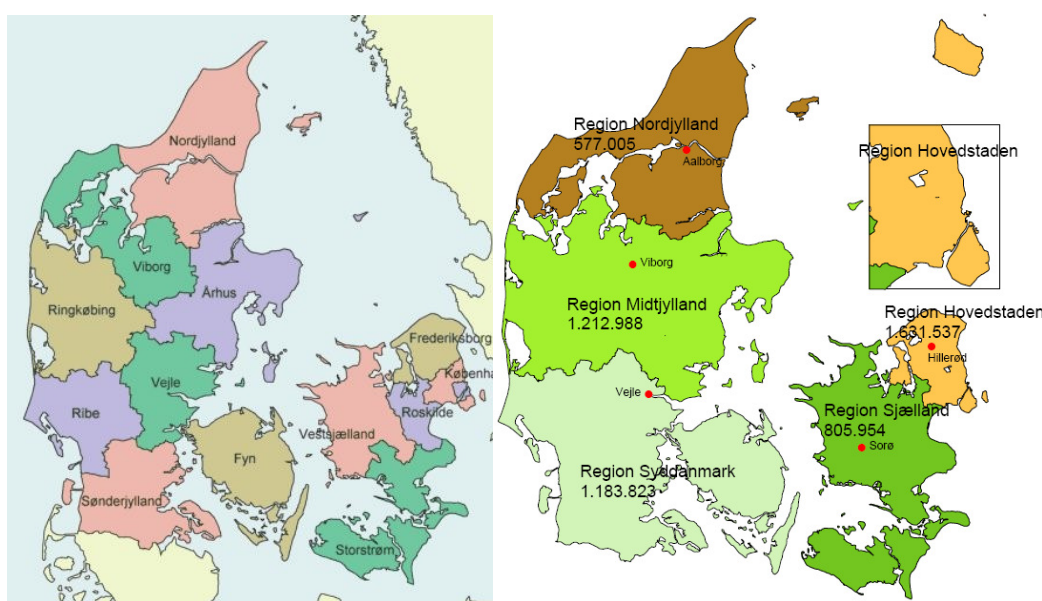 Nordjylland
Viborg
Århus
Ringkøbing
Frederiksborg
Københa
Vejle
Ribe
Roskilde
Vestsjælland
Fyn
Sønderjylland
Storstrøm
Region Nordjylland
577.005
Aalborg
Region Hovedstaden
Viborg
Region Midtjylland
1.212.988
Region Hovedstaden
1.631.537
Hillerød
Vejle
Region Sjælland
805.954
Sorø
Region Syddanmark
1.183.823